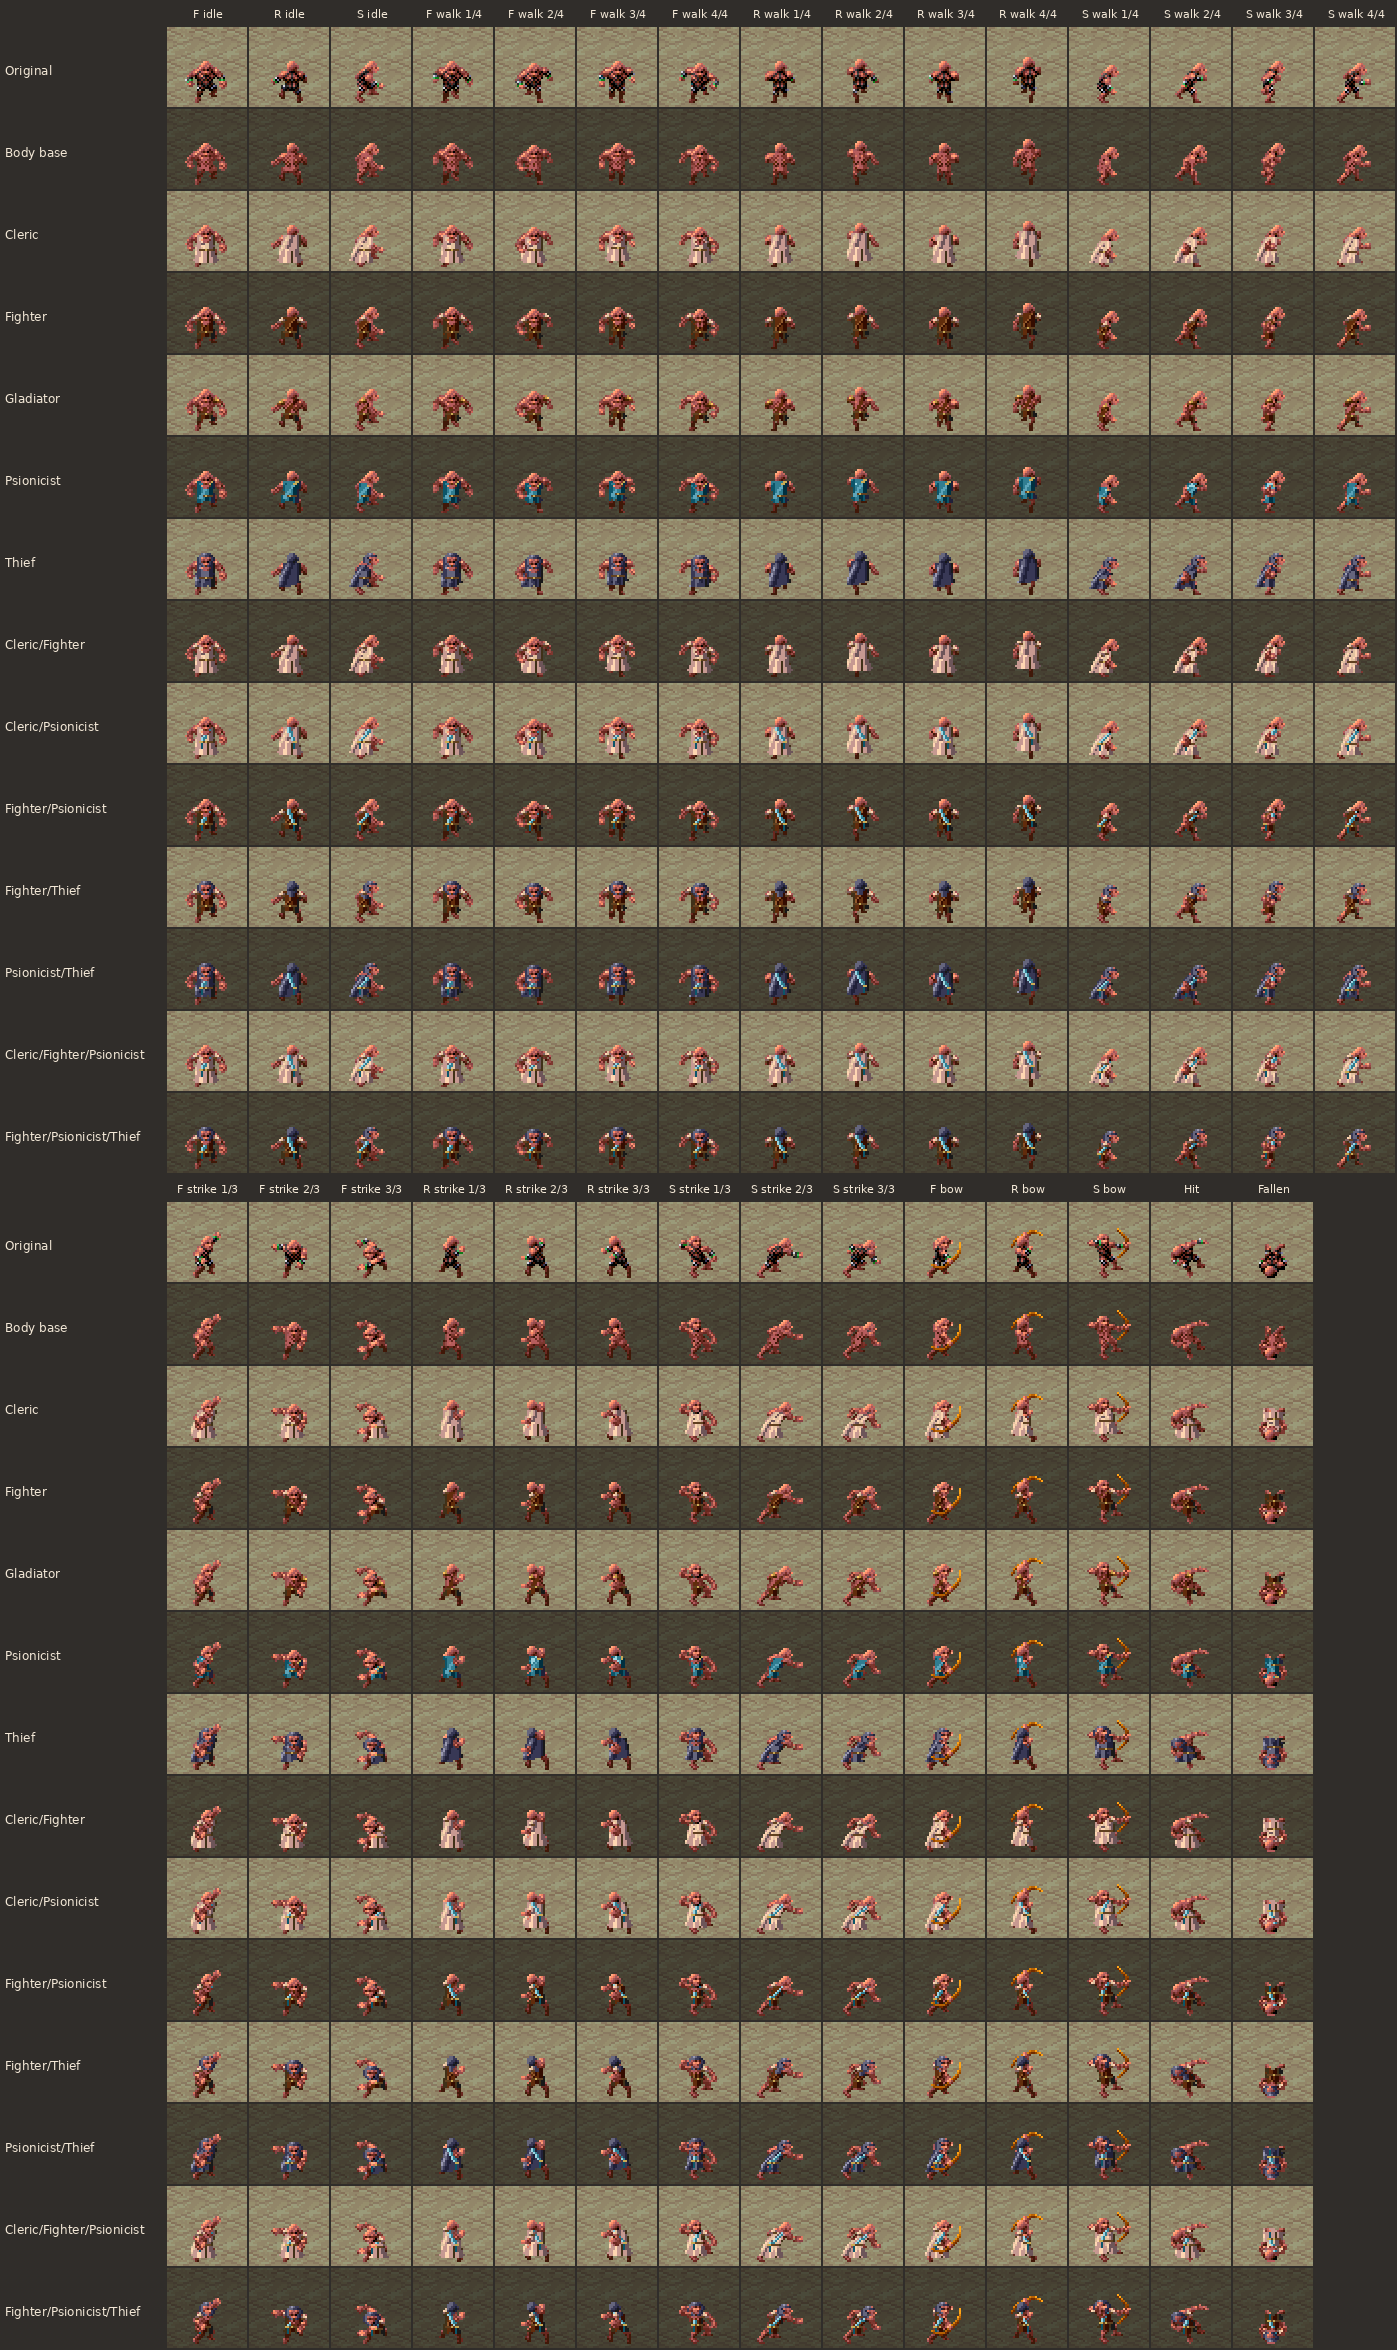 F idle R idle S idle F walk 1/4 F walk 2/4 F walk 3/4 F walk 4/4 R walk 1/4 R walk 2/4 R walk 3/4 R walk 4/4 S walk 1/4 S walk 2/4 S walk 3/4 S walk 4/4
Original
Body base
Cleric
Fighter
Gladiator
Psionicist
Thief
Cleric/Fighter
Cleric/Psionicist
Fighter/Psionicist
Fighter/Thief
Psionicist/Thief
Cleric/Fighter/Psionicist
Fighter/Psionicist/Thief
F strike 1/3 F strike 2/3 F strike 3/3 R strike 1/3 R strike 2/3 R strike 3/3 S strike 1/3 S strike 2/3 S strike 3/3 F bow R bow S bow Hit Fallen
Original
Body base
Cleric
Fighter
Gladiator
Psionicist
Thief
Cleric/Fighter
Cleric/Psionicist
Fighter/Psionicist
Fighter/Thief
Psionicist/Thief
Cleric/Fighter/Psionicist
Fighter/Psionicist/Thief